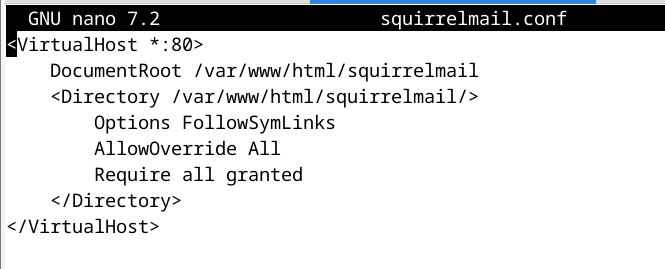 GNU nano 7.2 squirrelmail.conf
<VirtualHost *:80>
    DocumentRoot /var/www/html/squirrelmail
    <Directory /var/www/html/squirrelmail/>
        Options FollowSymLinks
        AllowOverride All
        Require all granted
    </Directory>
</VirtualHost>